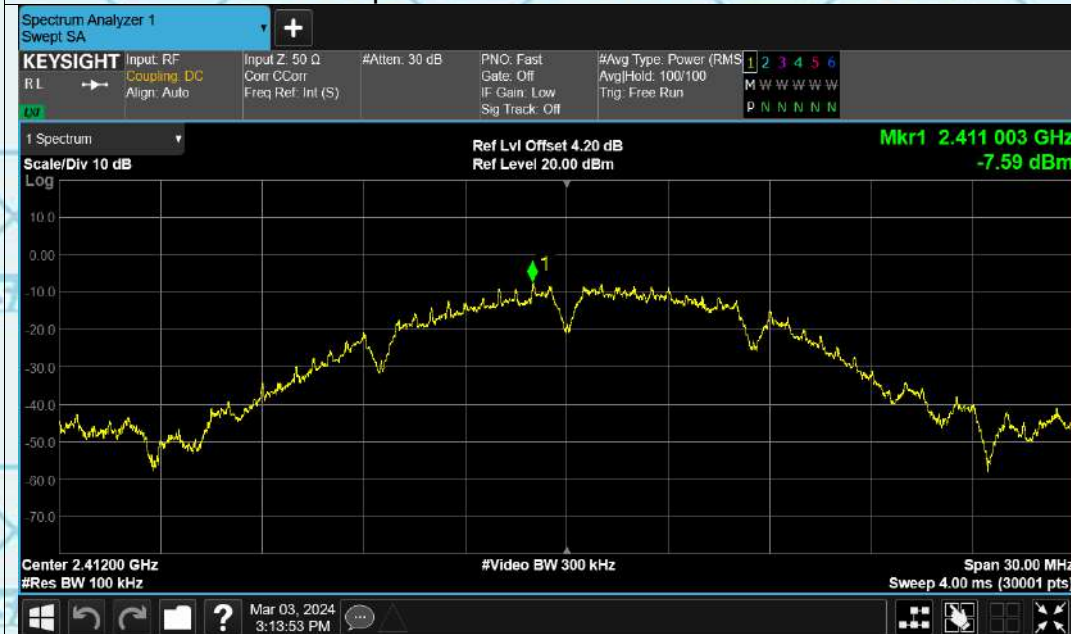 Spectrum Analyzer 1
Swept SA
+
KEYSIGHT
RL
LXI
Input: RF
Coupling: DC
Align: Auto
Input Z: 50 Ω
Corr CCorr
Freq Ref: Int (S)
#Atten: 30 dB
PNO: Fast
Gate: Off
IF Gain: Low
Sig Track: Off
#Avg Type: Power (RMS
Avg|Hold: 100/100
Trig: Free Run
1 2 3 4 5 6
M W W W W W
P N N N N N
1 Spectrum
Scale/Div 10 dB
Log
Ref Lvl Offset 4.20 dB
Ref Level 20.00 dBm
Mkr1 2.411 003 GHz
-7.59 dBm
10.0
0.00
1
-10.0
-20.0
-30.0
-40.0
-50.0
-60.0
-70.0
Center 2.41200 GHz
#Res BW 100 kHz
#Video BW 300 kHz
Span 30.00 MHz
Sweep 4.00 ms (30001 pts)
?
Mar 03, 2024
3:13:53 PM